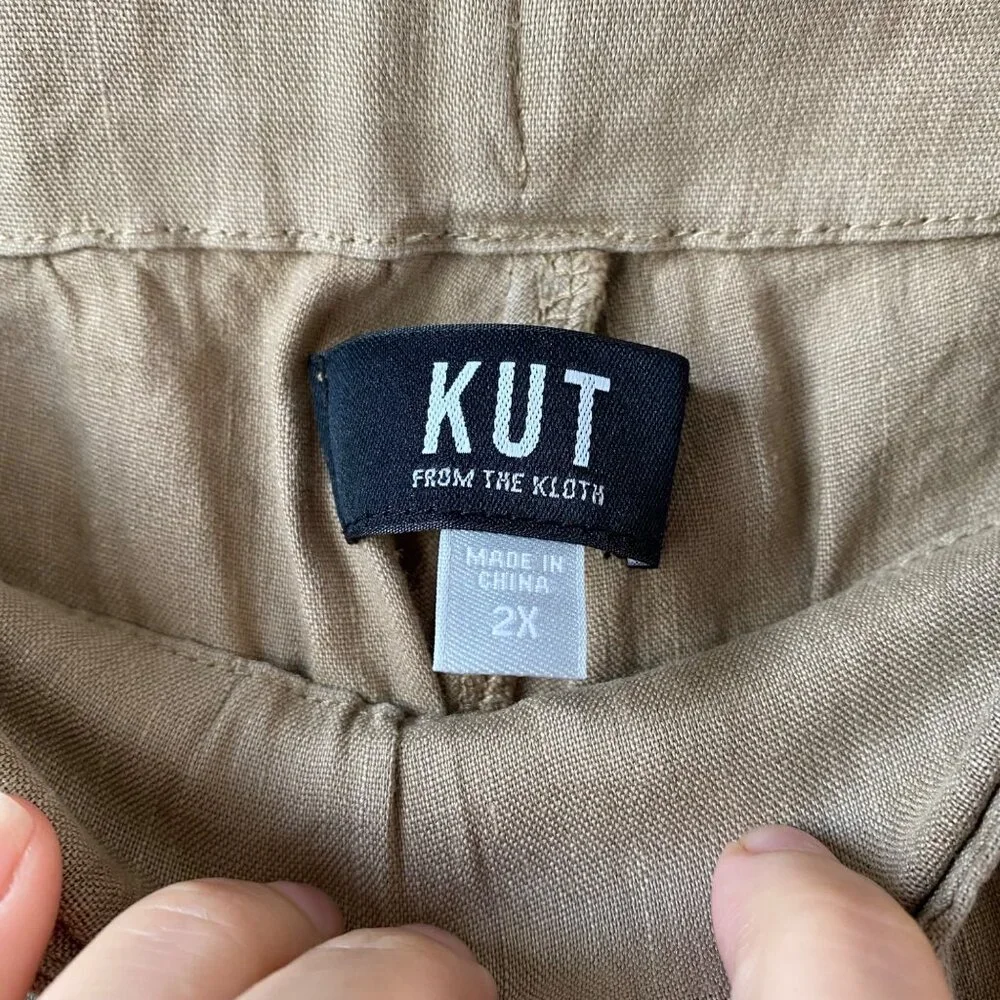 KUT
FROM THE KLOTH
MADE IN
CHINA
2X